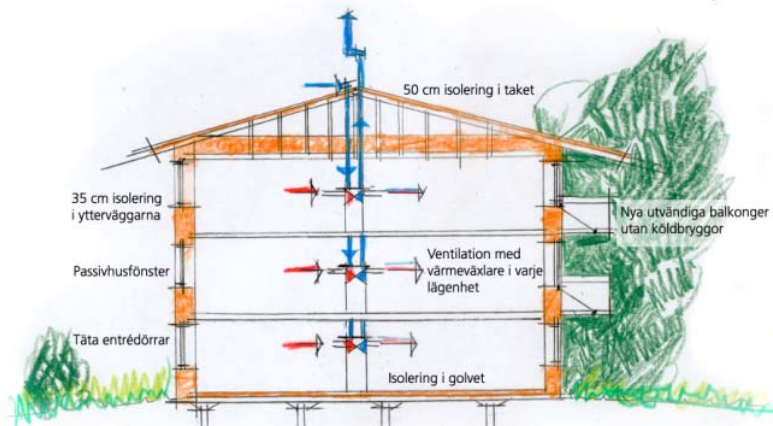 50 cm isolering i taket
35 cm isolering
i ytterväggarna
Nya utvändiga balkonger
utan köldbryggor
Passivhusfönster
Ventilation med
värmeväxlare i varje
lägenhet
Täta entrédörrar
Isolering i golvet